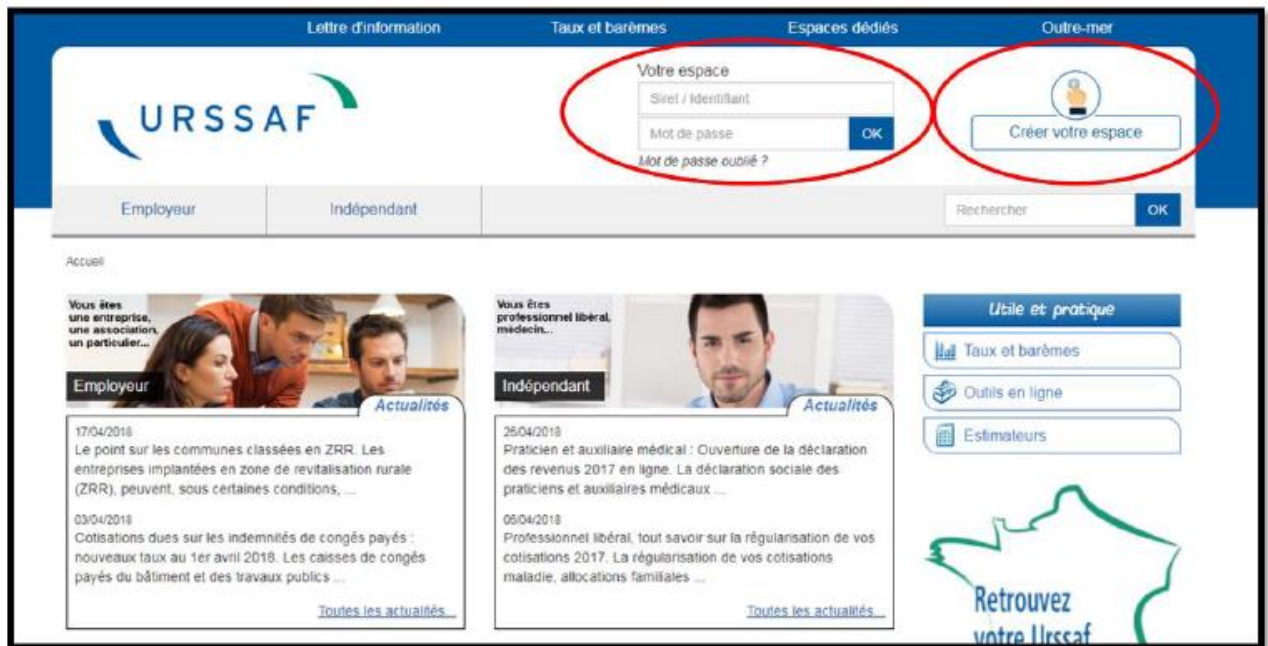 Lettre d'information
Taux et barèmes
Espaces dédiés
Outre-mer
URSSAF
Votre espace
Siret / Identifiant
Mot de passe
OK
Mot de passe oublié ?
Créer votre espace
Employeur
Indépendant
Rechercher
OK
Accueil
Vous êtes
une entreprise,
une association,
un particulier...
Employeur
Actualités
17/04/2018
Le point sur les communes classées en ZRR. Les
entreprises implantées en zone de revitalisation rurale
(ZRR), peuvent, sous certaines conditions, ...
03/04/2018
Cotisations dues sur les indemnités de congés payés :
nouveaux taux au 1er avril 2018. Les caisses de congés
payés du bâtiment et des travaux publics ...
Toutes les actualités...
Vous êtes
professionnel libéral,
médecin...
Indépendant
Actualités
26/04/2018
Praticien et auxiliaire médical : Ouverture de la déclaration
des revenus 2017 en ligne. La déclaration sociale des
praticiens et auxiliaires médicaux ...
06/04/2018
Professionnel libéral, tout savoir sur la régularisation de vos
cotisations 2017. La régularisation de vos cotisations
maladie, allocations familiales ...
Toutes les actualités...
Utile et pratique
Taux et barèmes
Outils en ligne
Estimateurs
Retrouvez
votre Urssaf